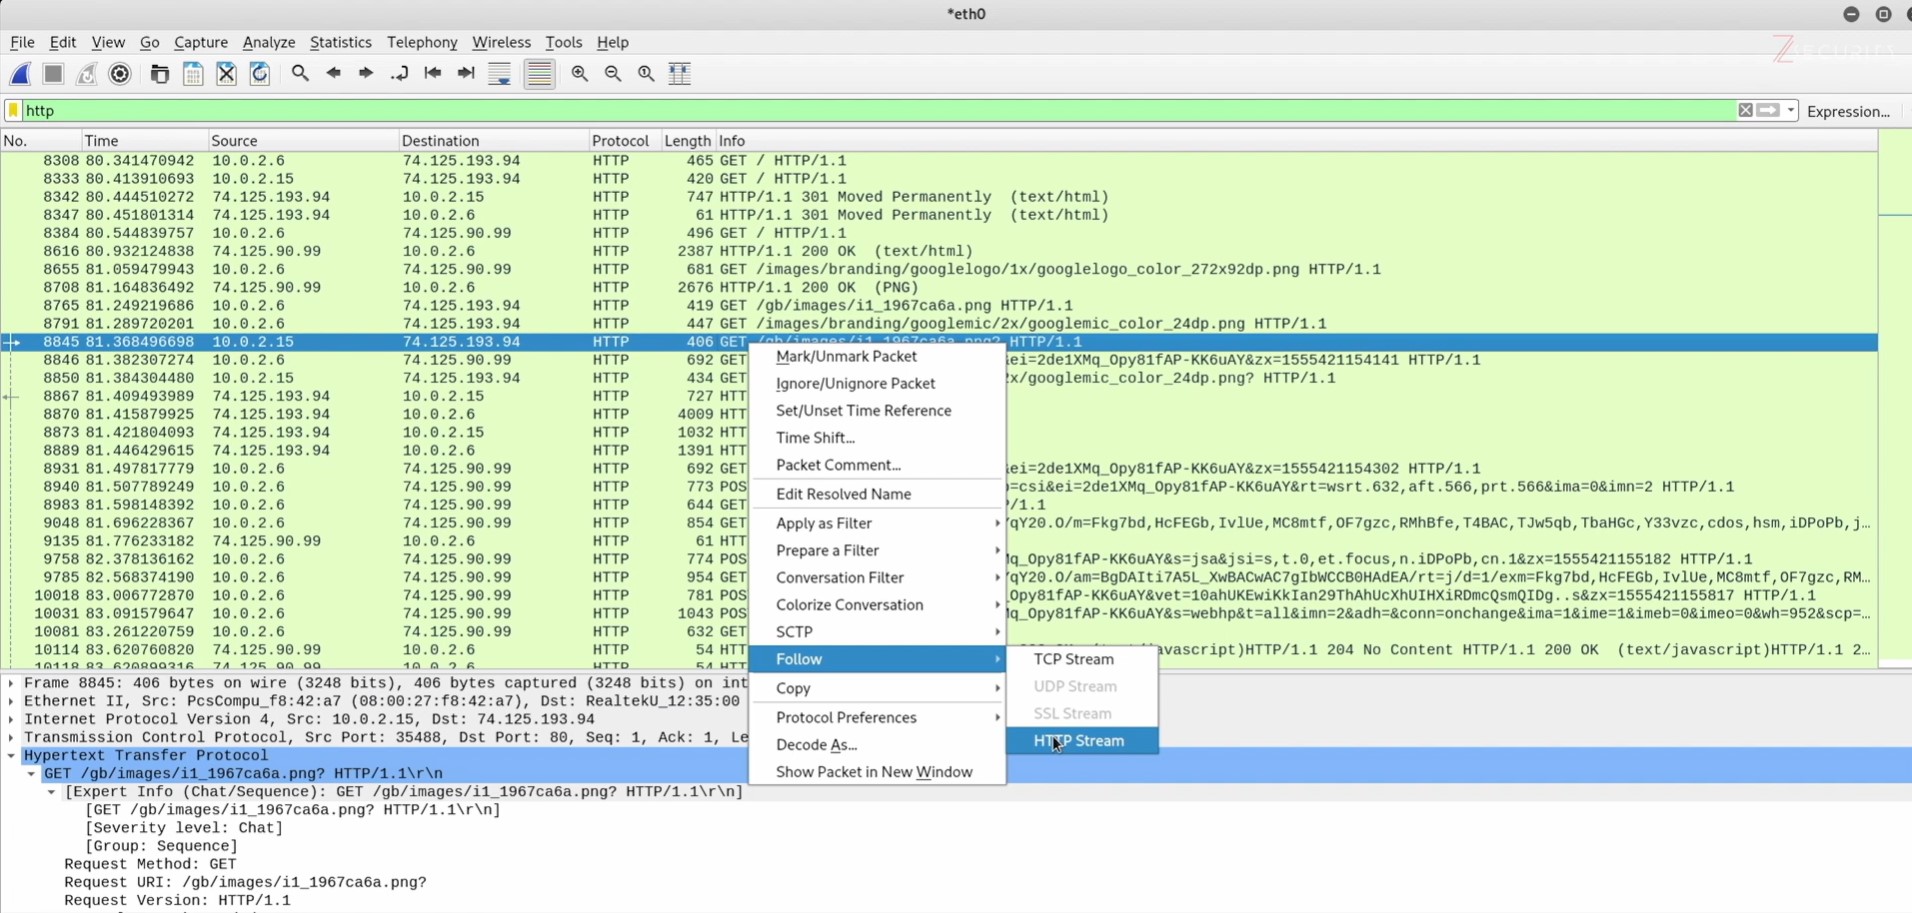 *eth0
File Edit View Go Capture Analyze Statistics Telephony Wireless Tools Help
ZSECURITY
http Expression...
No. Time Source Destination Protocol Length Info
8308 80.341470942 10.0.2.6 74.125.193.94 HTTP 465 GET / HTTP/1.1
8333 80.413910693 10.0.2.15 74.125.193.94 HTTP 420 GET / HTTP/1.1
8342 80.444510272 74.125.193.94 10.0.2.15 HTTP 747 HTTP/1.1 301 Moved Permanently (text/html)
8347 80.451801314 74.125.193.94 10.0.2.6 HTTP 61 HTTP/1.1 301 Moved Permanently (text/html)
8384 80.544839757 10.0.2.6 74.125.90.99 HTTP 496 GET / HTTP/1.1
8616 80.932124838 74.125.90.99 10.0.2.6 HTTP 2387 HTTP/1.1 200 OK (text/html)
8655 81.059479943 10.0.2.6 74.125.90.99 HTTP 681 GET /images/branding/googlelogo/1x/googlelogo_color_272x92dp.png HTTP/1.1
8708 81.164836492 74.125.90.99 10.0.2.6 HTTP 2676 HTTP/1.1 200 OK (PNG)
8765 81.249219686 10.0.2.6 74.125.193.94 HTTP 419 GET /gb/images/i1_1967ca6a.png HTTP/1.1
8791 81.289720201 10.0.2.6 74.125.193.94 HTTP 447 GET /images/branding/googlemic/2x/googlemic_color_24dp.png HTTP/1.1
8845 81.368496698 10.0.2.15 74.125.193.94 HTTP 406 GET /gb/images/i1_1967ca6a.png? HTTP/1.1
8846 81.382307274 10.0.2.6 74.125.90.99 HTTP 692 GET &ei=2de1XMq_Opy81fAP-KK6uAY&zx=1555421154141 HTTP/1.1
8850 81.384304480 10.0.2.15 74.125.193.94 HTTP 434 GET 2x/googlemic_color_24dp.png? HTTP/1.1
8867 81.409493989 74.125.193.94 10.0.2.15 HTTP 727 HTT
8870 81.415879925 74.125.193.94 10.0.2.6 HTTP 4009 HTT
8873 81.421804093 74.125.193.94 10.0.2.15 HTTP 1032 HTT
8889 81.446429615 74.125.193.94 10.0.2.6 HTTP 1391 HTT
8931 81.497817779 10.0.2.6 74.125.90.99 HTTP 692 GET &ei=2de1XMq_Opy81fAP-KK6uAY&zx=1555421154302 HTTP/1.1
8940 81.507789249 10.0.2.6 74.125.90.99 HTTP 773 POS =csi&ei=2de1XMq_Opy81fAP-KK6uAY&rt=wsrt.632,aft.566,prt.566&ima=0&imn=2 HTTP/1.1
8983 81.598148392 10.0.2.6 74.125.90.99 HTTP 644 GET /1.1
9048 81.696228367 10.0.2.6 74.125.90.99 HTTP 854 GET qY20.O/m=Fkg7bd,HcFEGb,IvlUe,MC8mtf,OF7gzc,RMhBfe,T4BAC,TJw5qb,TbaHGc,Y33vzc,cdos,hsm,iDPoPb,j…
9135 81.776233182 74.125.90.99 10.0.2.6 HTTP 61 HTT
9758 82.378136162 10.0.2.6 74.125.90.99 HTTP 774 POS Mq_Opy81fAP-KK6uAY&s=jsa&jsi=s,t.0,et.focus,n.iDPoPb,cn.1&zx=1555421155182 HTTP/1.1
9785 82.568374190 10.0.2.6 74.125.90.99 HTTP 954 GET qY20.O/am=BgDAIti7A5L_XwBACwAC7gIbWCCB0HAdEA/rt=j/d=1/exm=Fkg7bd,HcFEGb,IvlUe,MC8mtf,OF7gzc,RM…
10018 83.006772870 10.0.2.6 74.125.90.99 HTTP 781 POS _Opy81fAP-KK6uAY&vet=10ahUKEwiKkIan29ThAhUcXhUIHXiRDmcQsmQIDg..s&zx=1555421155817 HTTP/1.1
10031 83.091579647 10.0.2.6 74.125.90.99 HTTP 1043 POS Mq_Opy81fAP-KK6uAY&s=webhp&t=all&imn=2&adh=&conn=onchange&ima=1&ime=1&imeb=0&imeo=0&wh=952&scp=…
10081 83.261220759 10.0.2.6 74.125.90.99 HTTP 632 GET
10114 83.620760820 74.125.90.99 10.0.2.6 HTTP 54 HTT javascript)HTTP/1.1 204 No Content HTTP/1.1 200 OK (text/javascript)HTTP/1.1 2…
10118 83.620899316 74.125.90.99 10.0.2.6 HTTP 54 HTT
Mark/Unmark Packet
Ignore/Unignore Packet
Set/Unset Time Reference
Time Shift...
Packet Comment...
Edit Resolved Name
Apply as Filter
Prepare a Filter
Conversation Filter
Colorize Conversation
SCTP
Follow
Copy
Protocol Preferences
Decode As...
Show Packet in New Window
TCP Stream
UDP Stream
SSL Stream
HTTP Stream
Frame 8845: 406 bytes on wire (3248 bits), 406 bytes captured (3248 bits) on int
Ethernet II, Src: PcsCompu_f8:42:a7 (08:00:27:f8:42:a7), Dst: RealtekU_12:35:00
Internet Protocol Version 4, Src: 10.0.2.15, Dst: 74.125.193.94
Transmission Control Protocol, Src Port: 35488, Dst Port: 80, Seq: 1, Ack: 1, Le
Hypertext Transfer Protocol
GET /gb/images/i1_1967ca6a.png? HTTP/1.1\r\n
[Expert Info (Chat/Sequence): GET /gb/images/i1_1967ca6a.png? HTTP/1.1\r\n]
[GET /gb/images/i1_1967ca6a.png? HTTP/1.1\r\n]
[Severity level: Chat]
[Group: Sequence]
Request Method: GET
Request URI: /gb/images/i1_1967ca6a.png?
Request Version: HTTP/1.1